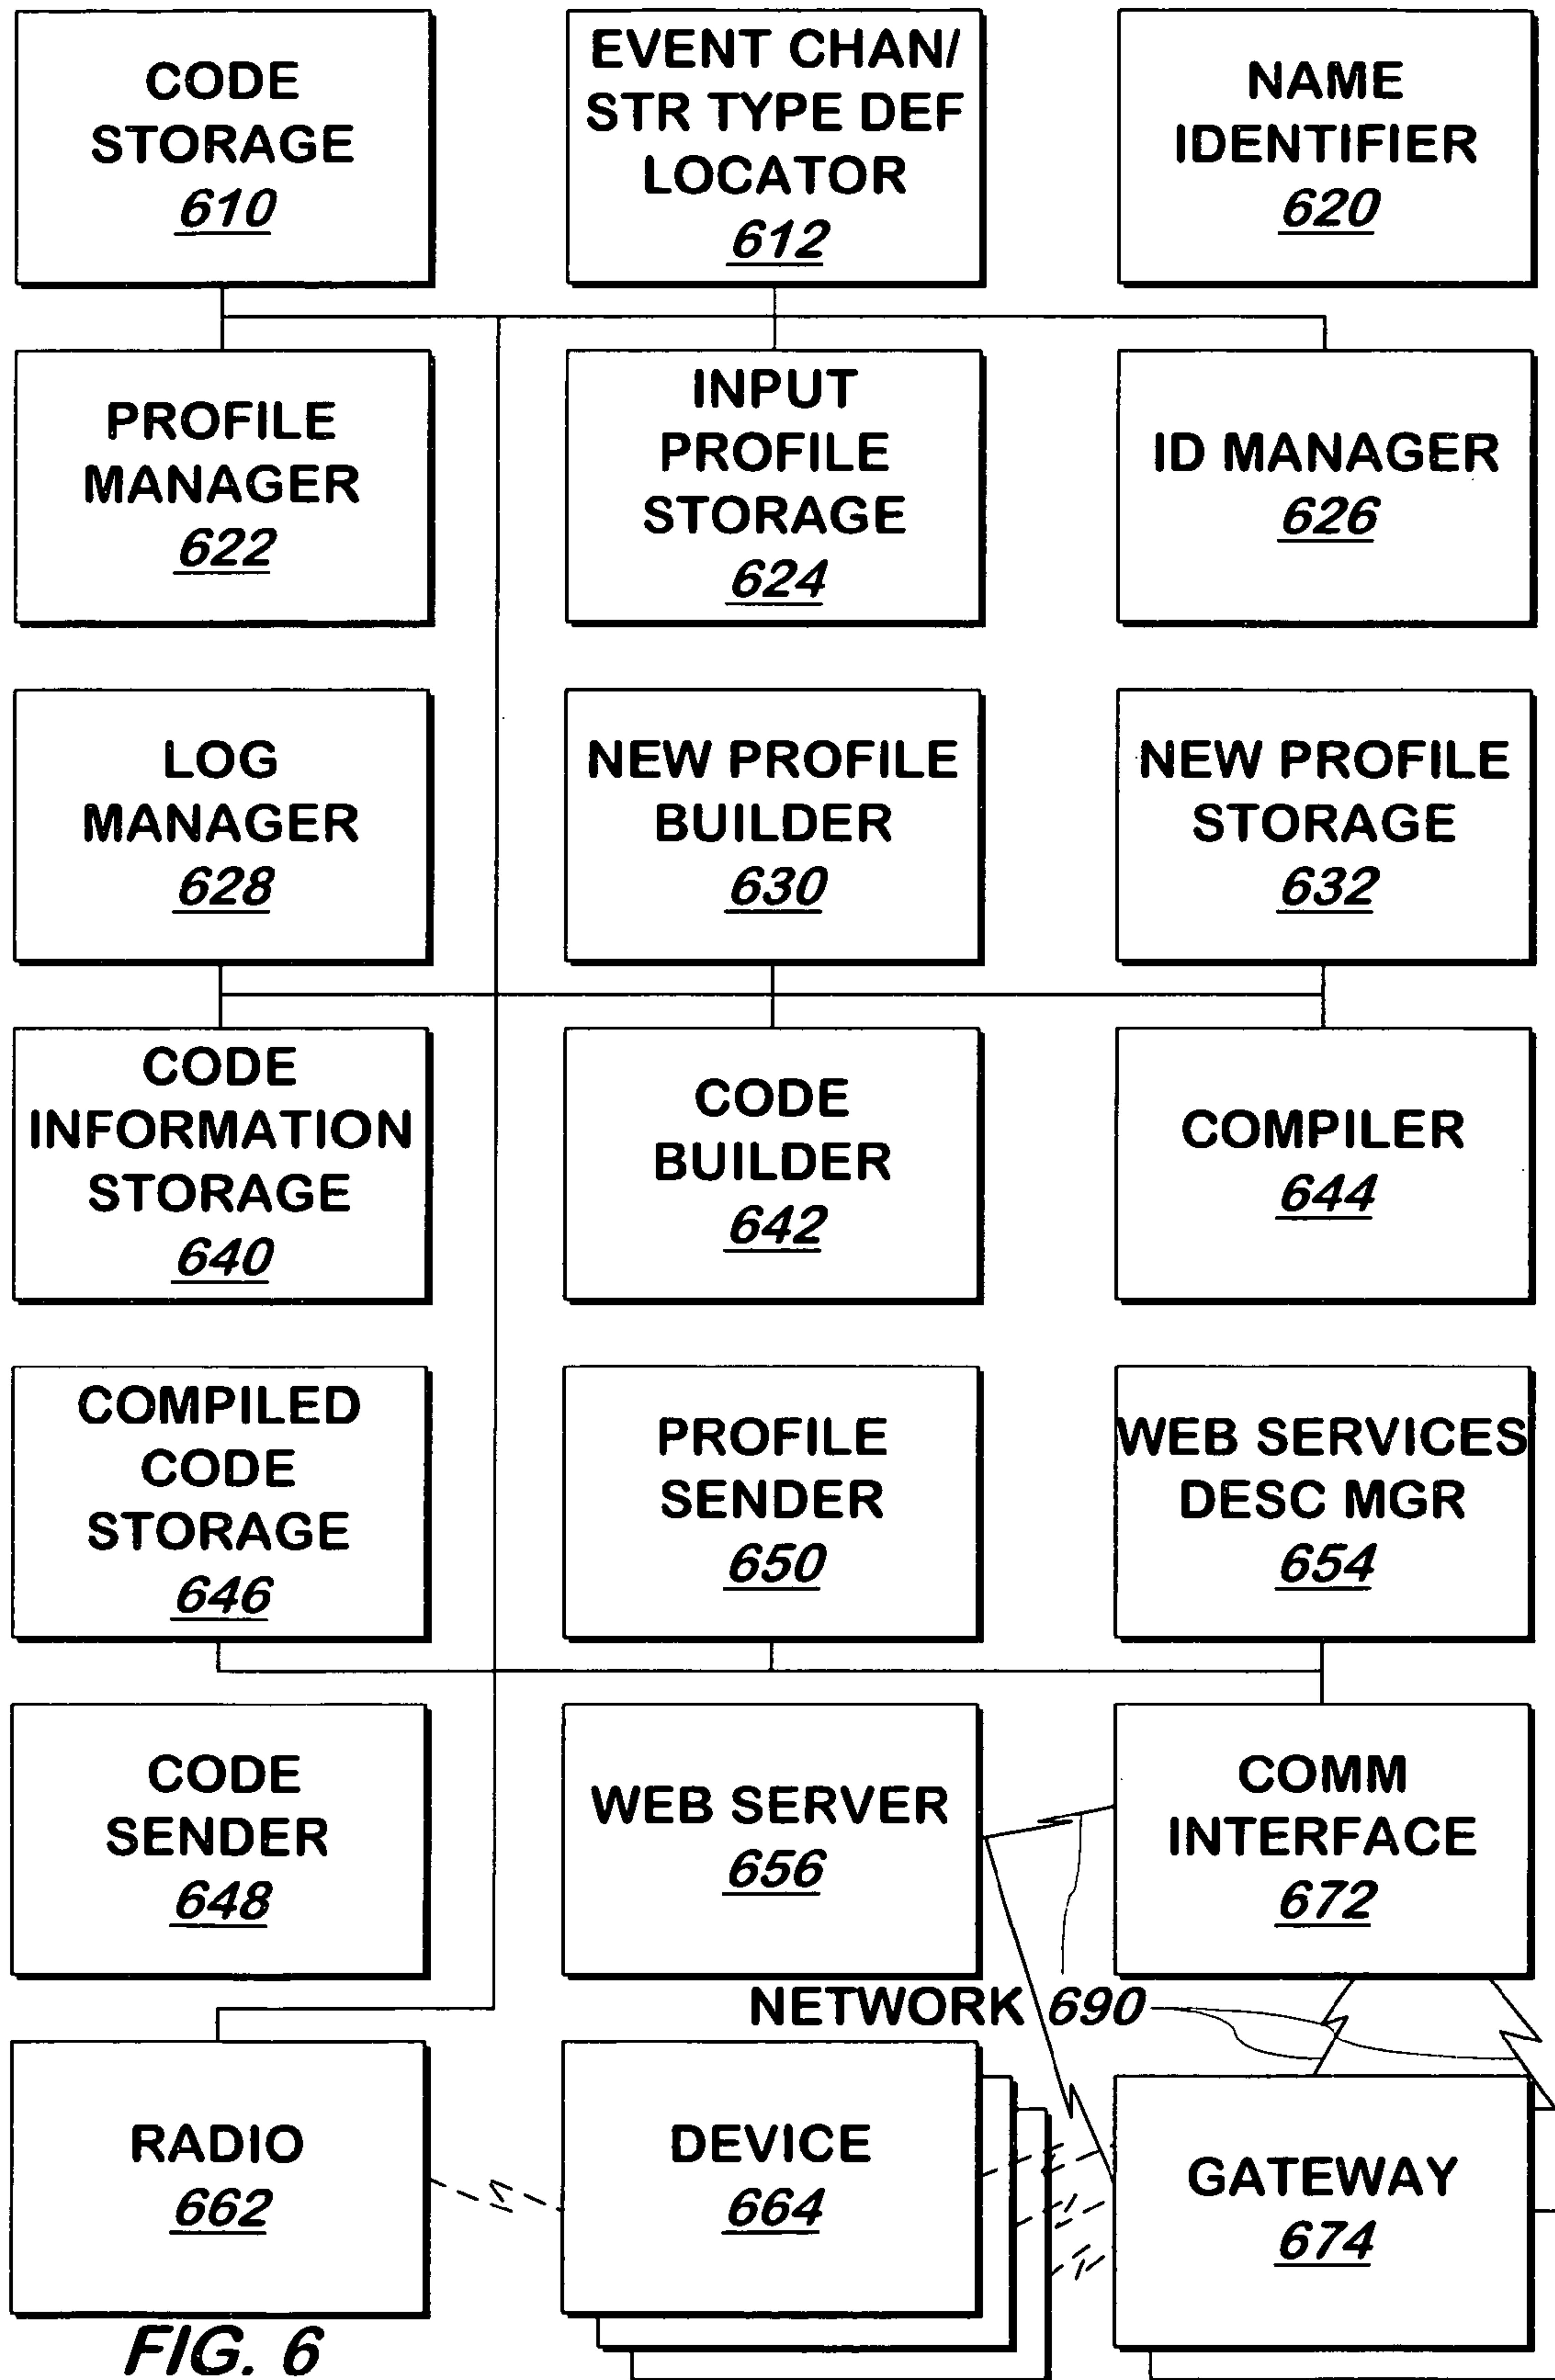 CODE
STORAGE
610
EVENT CHAN/
STR TYPE DEF
LOCATOR
612
NAME
IDENTIFIER
620
PROFILE
MANAGER
622
INPUT
PROFILE
STORAGE
624
ID MANAGER
626
LOG
MANAGER
628
NEW PROFILE
BUILDER
630
NEW PROFILE
STORAGE
632
CODE
INFORMATION
STORAGE
640
CODE
BUILDER
642
COMPILER
644
COMPILED
CODE
STORAGE
646
PROFILE
SENDER
650
WEB SERVICES
DESC MGR
654
CODE
SENDER
648
WEB SERVER
656
COMM
INTERFACE
672
NETWORK 690
RADIO
662
DEVICE
664
GATEWAY
674
FIG. 6